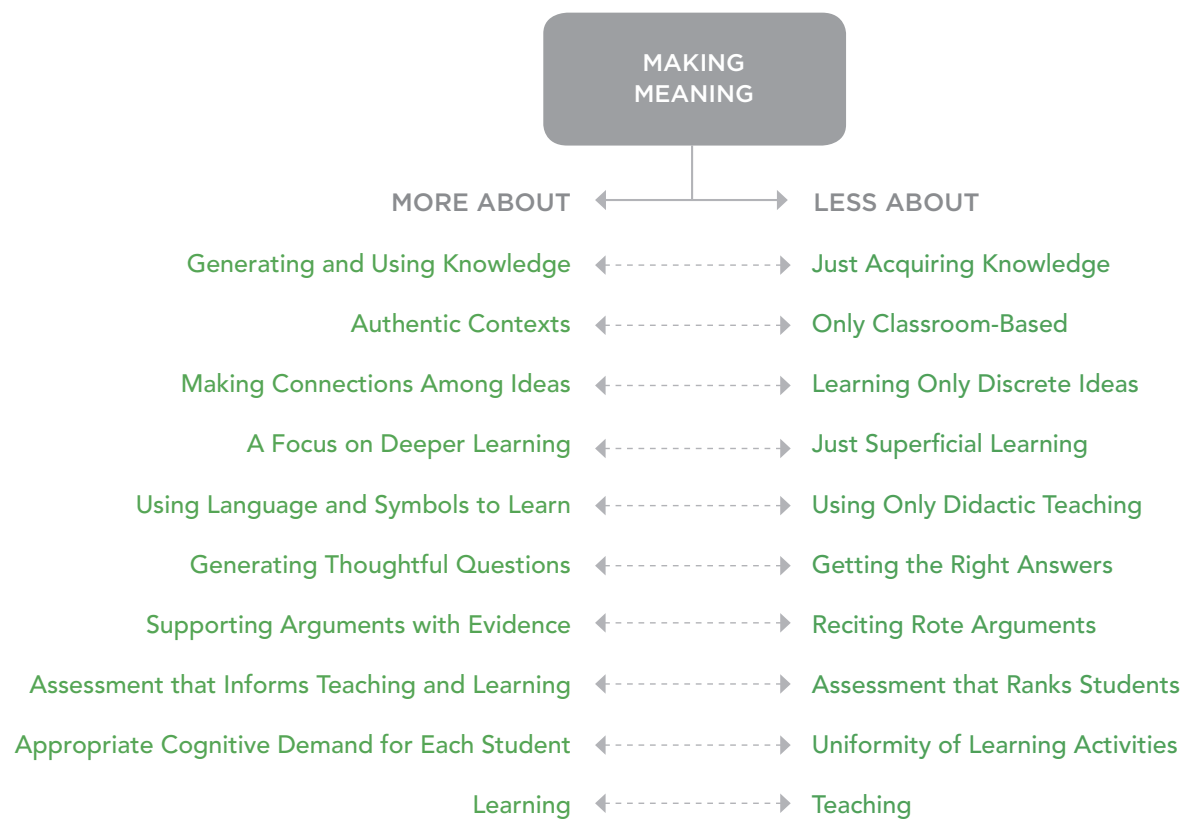 MAKING
MEANING
MORE ABOUT LESS ABOUT
Generating and Using Knowledge Just Acquiring Knowledge
Authentic Contexts Only Classroom-Based
Making Connections Among Ideas Learning Only Discrete Ideas
A Focus on Deeper Learning Just Superficial Learning
Using Language and Symbols to Learn Using Only Didactic Teaching
Generating Thoughtful Questions Getting the Right Answers
Supporting Arguments with Evidence Reciting Rote Arguments
Assessment that Informs Teaching and Learning Assessment that Ranks Students
Appropriate Cognitive Demand for Each Student Uniformity of Learning Activities
Learning Teaching